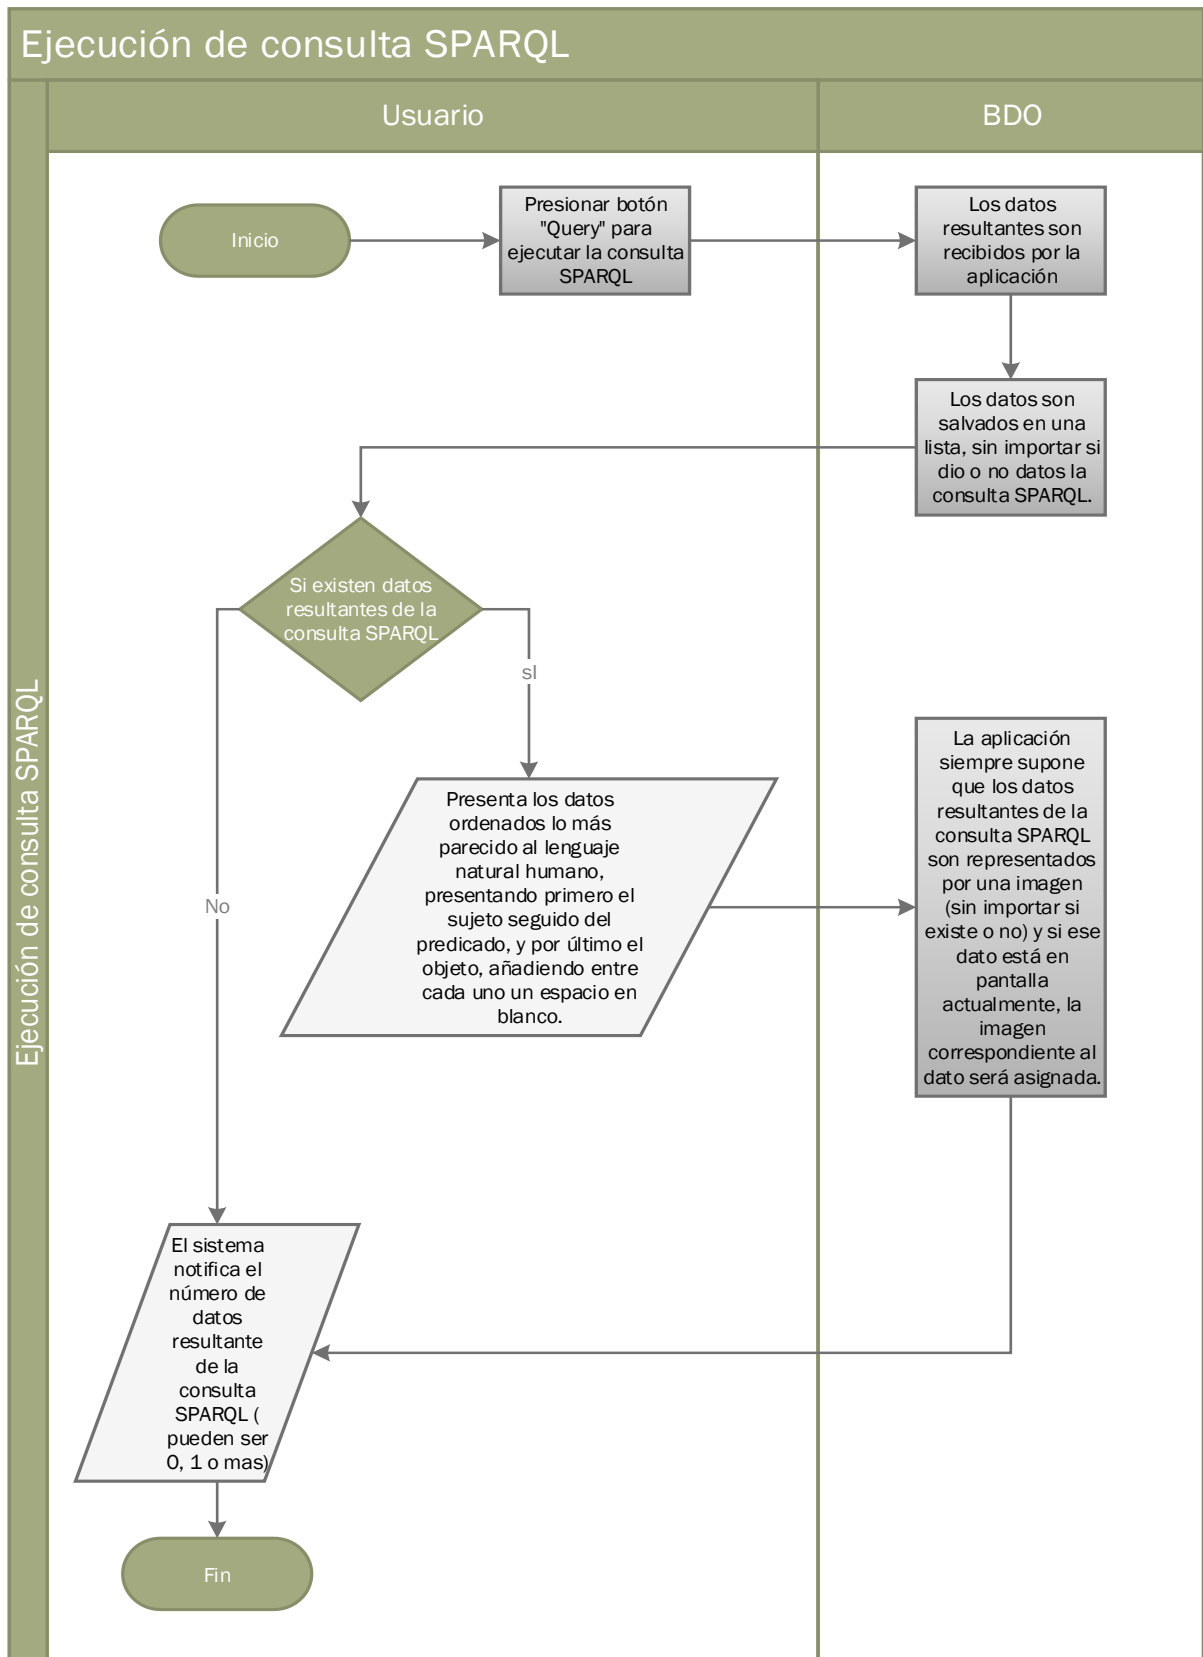 Ejecución de consulta SPARQL
Usuario
BDO
Ejecución de consulta SPARQL
Inicio
Presionar botón
"Query" para
ejecutar la consulta
SPARQL
Los datos
resultantes son
recibidos por la
aplicación
Los datos son
salvados en una
lista, sin importar si
dio o no datos la
consulta SPARQL.
Si existen datos
resultantes de la
consulta SPARQL
sI
No
Presenta los datos
ordenados lo más
parecido al lenguaje
natural humano,
presentando primero el
sujeto seguido del
predicado, y por último el
objeto, añadiendo entre
cada uno un espacio en
blanco.
La aplicación
siempre supone
que los datos
resultantes de la
consulta SPARQL
son representados
por una imagen
(sin importar si
existe o no) y si ese
dato está en
pantalla
actualmente, la
imagen
correspondiente al
dato será asignada.
El sistema
notifica el
número de
datos
resultante
de la
consulta
SPARQL (
pueden ser
0, 1 o mas)
Fin